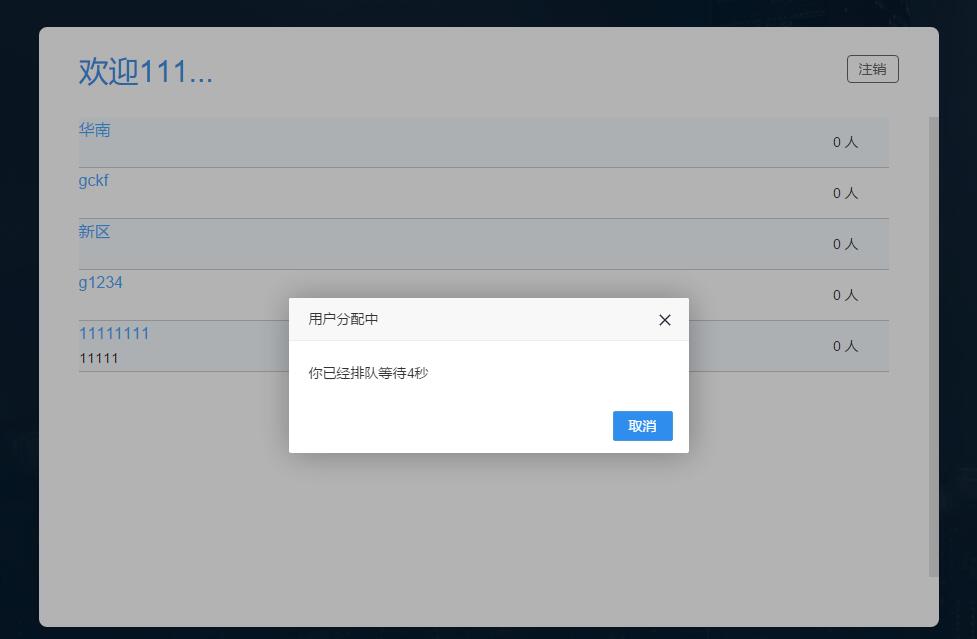 欢迎111...
注销
华南
0 人
gckf
0 人
新区
0 人
g1234
0 人
11111111
11111
0 人
用户分配中
你已经排队等待4秒
取消